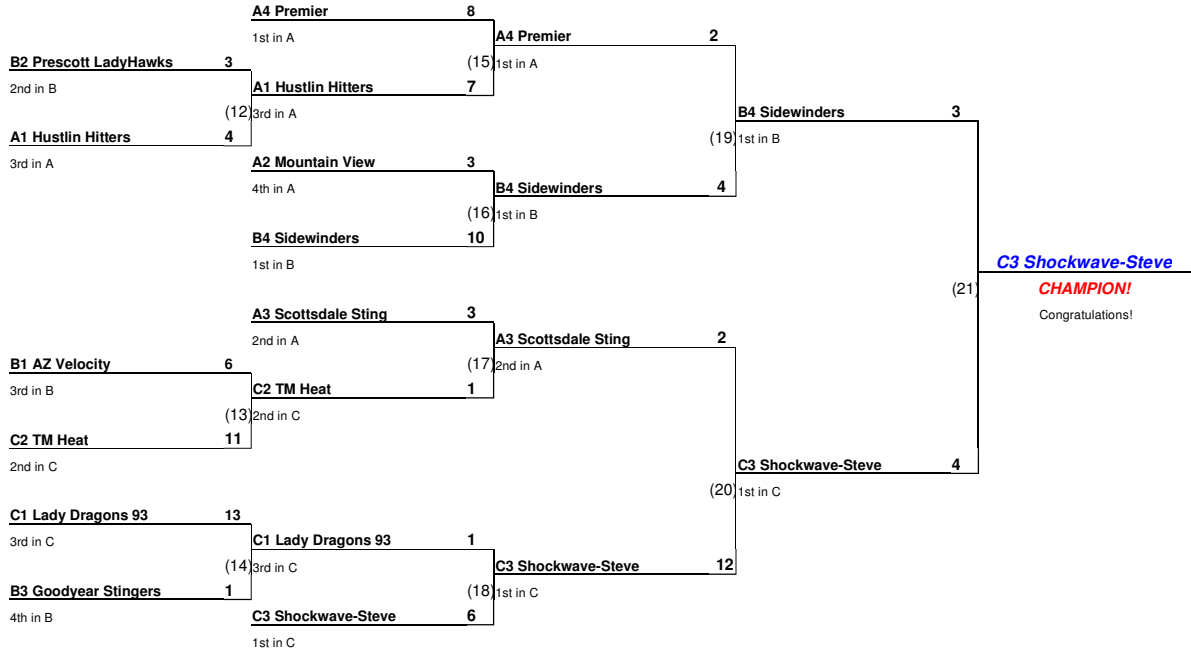 A4 Premier 8
1st in A
A4 Premier 2
B2 Prescott LadyHawks 3
(15) 1st in A
2nd in B
A1 Hustlin Hitters 7
(12) 3rd in A
B4 Sidewinders 3
A1 Hustlin Hitters 4
(19) 1st in B
3rd in A
A2 Mountain View 3
4th in A
B4 Sidewinders 4
(16) 1st in B
B4 Sidewinders 10
1st in B
C3 Shockwave-Steve
(21) CHAMPION!
A3 Scottsdale Sting 3
Congratulations!
2nd in A
A3 Scottsdale Sting 2
B1 AZ Velocity 6
(17) 2nd in A
3rd in B
C2 TM Heat 1
(13) 2nd in C
C2 TM Heat 11
2nd in C
C3 Shockwave-Steve 4
(20) 1st in C
C1 Lady Dragons 93 13
3rd in C
C1 Lady Dragons 93 1
(14) 3rd in C
C3 Shockwave-Steve 12
B3 Goodyear Stingers 1
(18) 1st in C
4th in B
C3 Shockwave-Steve 6
1st in C